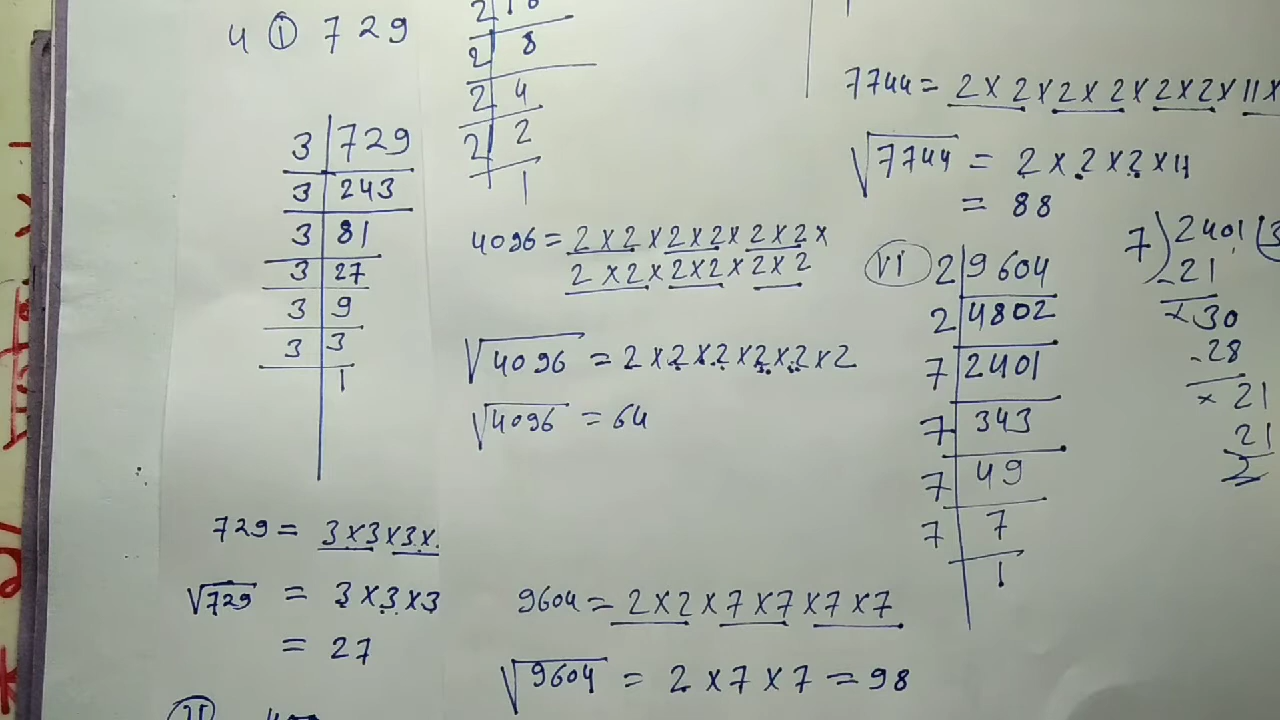 4 (i) 729
3 | 729
3 | 243
3 | 81
3 | 27
3 | 9
3 | 3
1
729 = 3×3×3×
√729 = 3×3×3
= 27
2
2 | 8
2 | 4
2 | 2
1
4096 = 2×2×2×2×2×2×
2×2×2×2×2×2
√4096 = 2×2×2×2×2×2
√4096 = 64
7744 = 2×2×2×2×2×2×11×
√7744 = 2×2×2×11
= 88
(VI) 2 | 9604
2 | 4802
7 | 2401
7 | 343
7 | 49
7 | 7
1
7 ) 2401 (3
-21
×30
-28
×21
21
9604 = 2×2×7×7×7×7
√9604 = 2×7×7 = 98
(II)